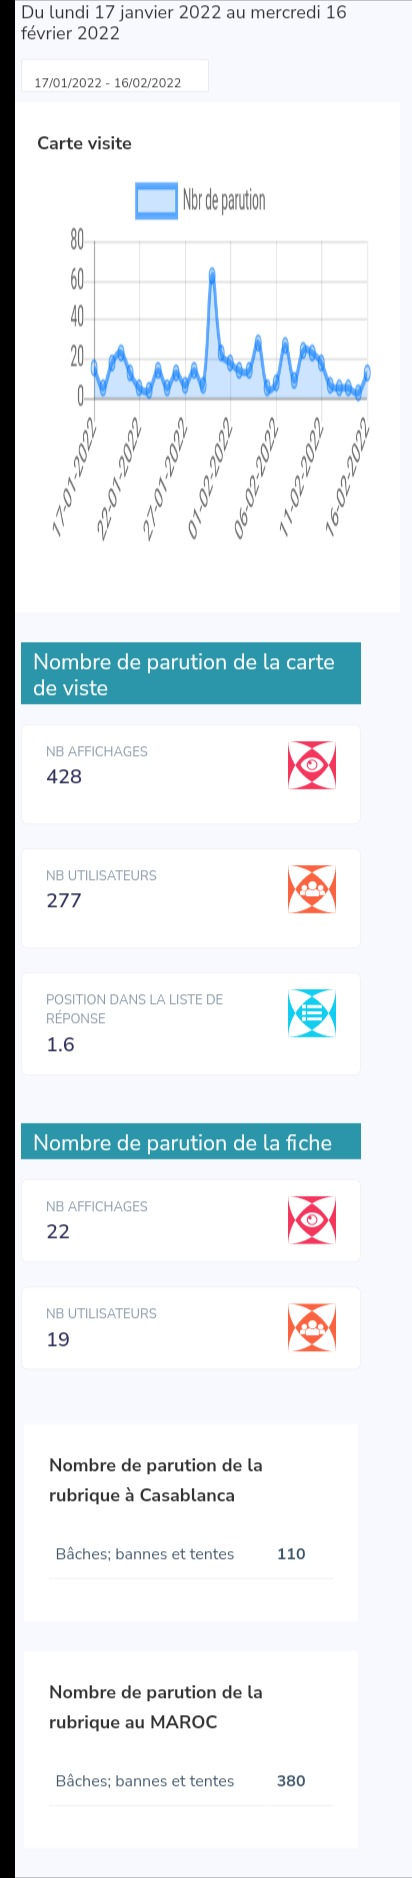 Du lundi 17 janvier 2022 au mercredi 16
février 2022
17/01/2022 - 16/02/2022
Carte visite
Nbr de parution
80
60
40
20
0
17-01-2022
22-01-2022
27-01-2022
01-02-2022
06-02-2022
11-02-2022
16-02-2022
Nombre de parution de la carte
de viste
NB AFFICHAGES
428
NB UTILISATEURS
277
POSITION DANS LA LISTE DE
RÉPONSE
1.6
Nombre de parution de la fiche
NB AFFICHAGES
22
NB UTILISATEURS
19
Nombre de parution de la
rubrique à Casablanca
Bâches; bannes et tentes 110
Nombre de parution de la
rubrique au MAROC
Bâches; bannes et tentes 380